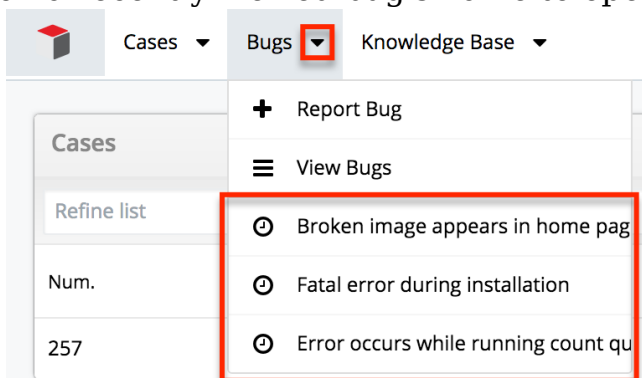 Cases Bugs Knowledge Base
Report Bug
Cases
View Bugs
Refine list
Broken image appears in home pag
Num.
Fatal error during installation
257
Error occurs while running count qu